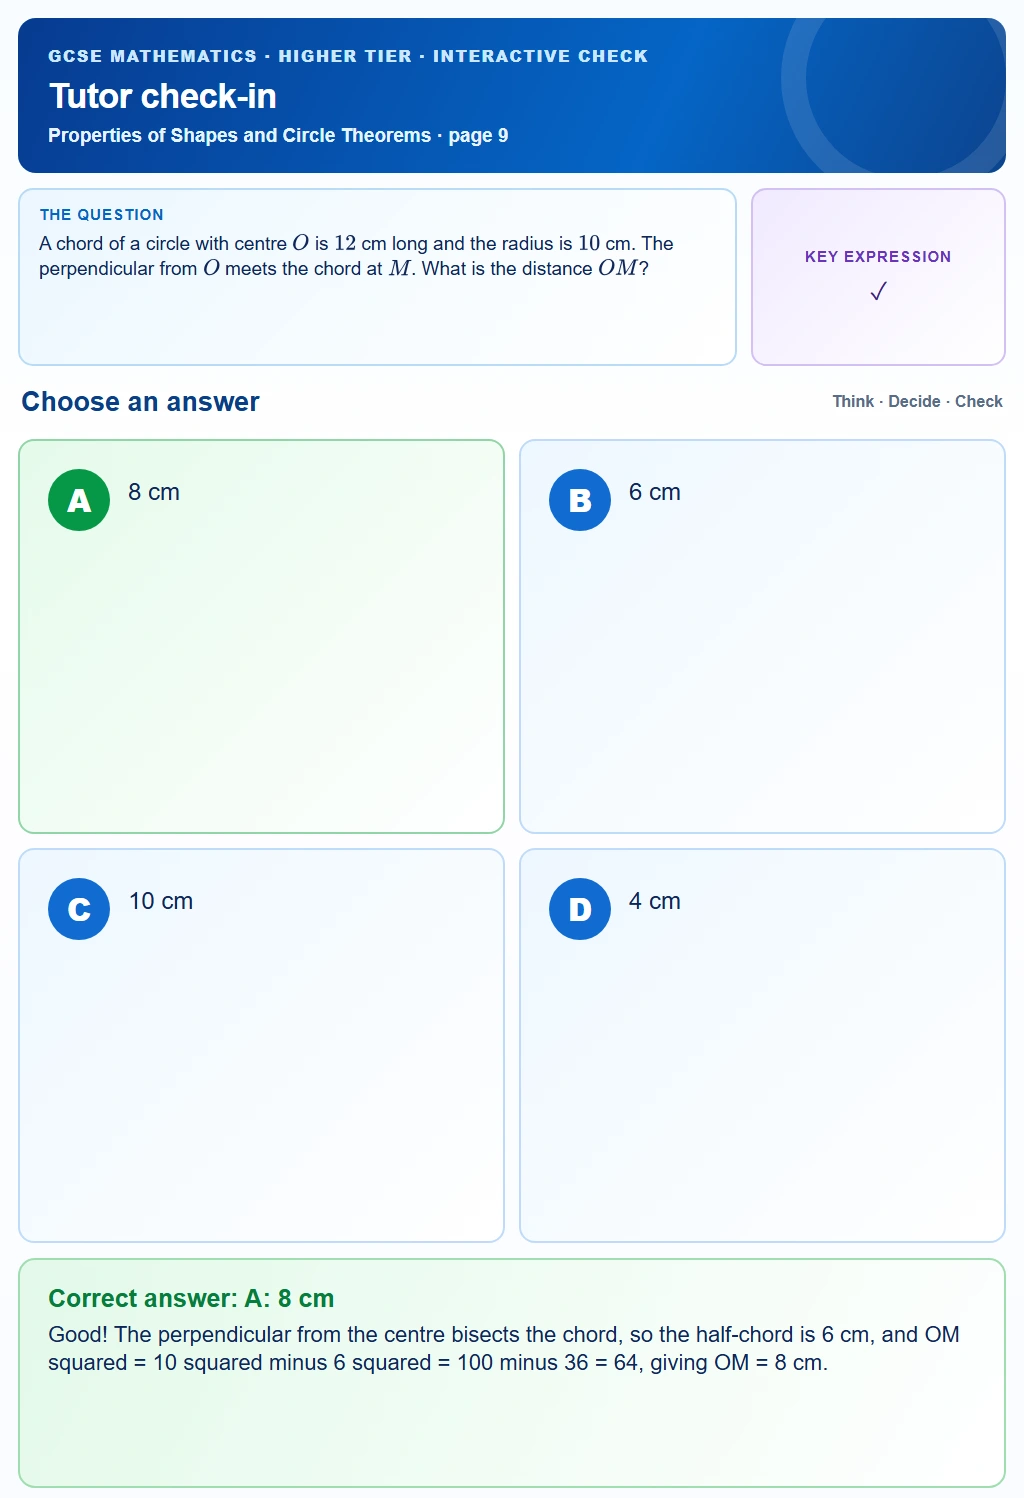 GCSE MATHEMATICS · HIGHER TIER · INTERACTIVE CHECK
Tutor check-in
Properties of Shapes and Circle Theorems · page 9
THE QUESTION
A chord of a circle with centre O is 12 cm long and the radius is 10 cm. The
perpendicular from O meets the chord at M. What is the distance OM?
KEY EXPRESSION
✓
Choose an answer
Think · Decide · Check
A
8 cm
B
6 cm
C
10 cm
D
4 cm
Correct answer: A: 8 cm
Good! The perpendicular from the centre bisects the chord, so the half-chord is 6 cm, and OM
squared = 10 squared minus 6 squared = 100 minus 36 = 64, giving OM = 8 cm.